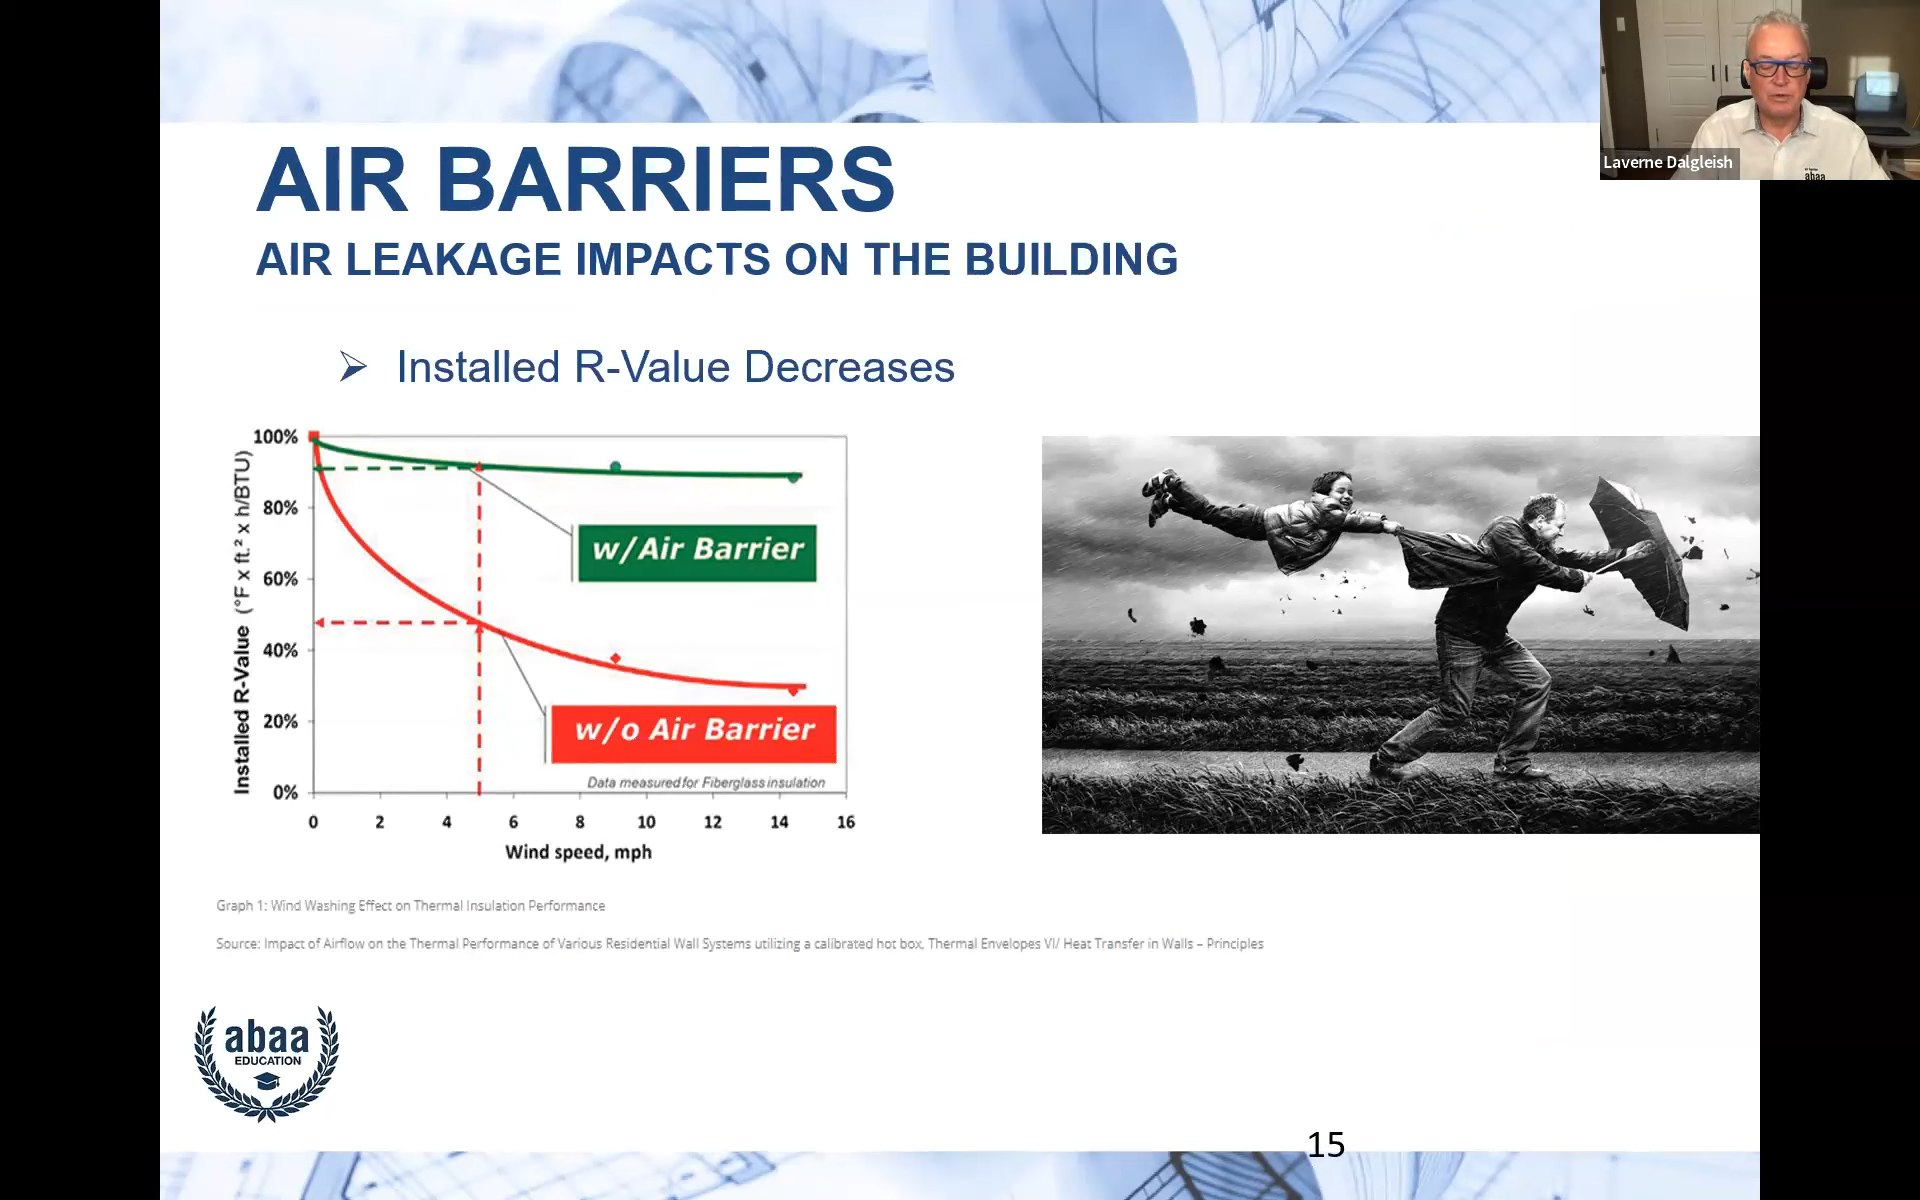 Laverne Dalgleish
abaa
AIR BARRIERS
AIR LEAKAGE IMPACTS ON THE BUILDING
Installed R-Value Decreases
Installed R-Value (°F x ft.² x h/BTU)
100%
80%
60%
40%
20%
0%
w/Air Barrier
w/o Air Barrier
Data measured for Fiberglass insulation
0 2 4 6 8 10 12 14 16
Wind speed, mph
Graph 1: Wind Washing Effect on Thermal Insulation Performance
Source: Impact of Airflow on the Thermal Performance of Various Residential Wall Systems utilizing a calibrated hot box, Thermal Envelopes VI/ Heat Transfer in Walls – Principles
abaa
EDUCATION
15